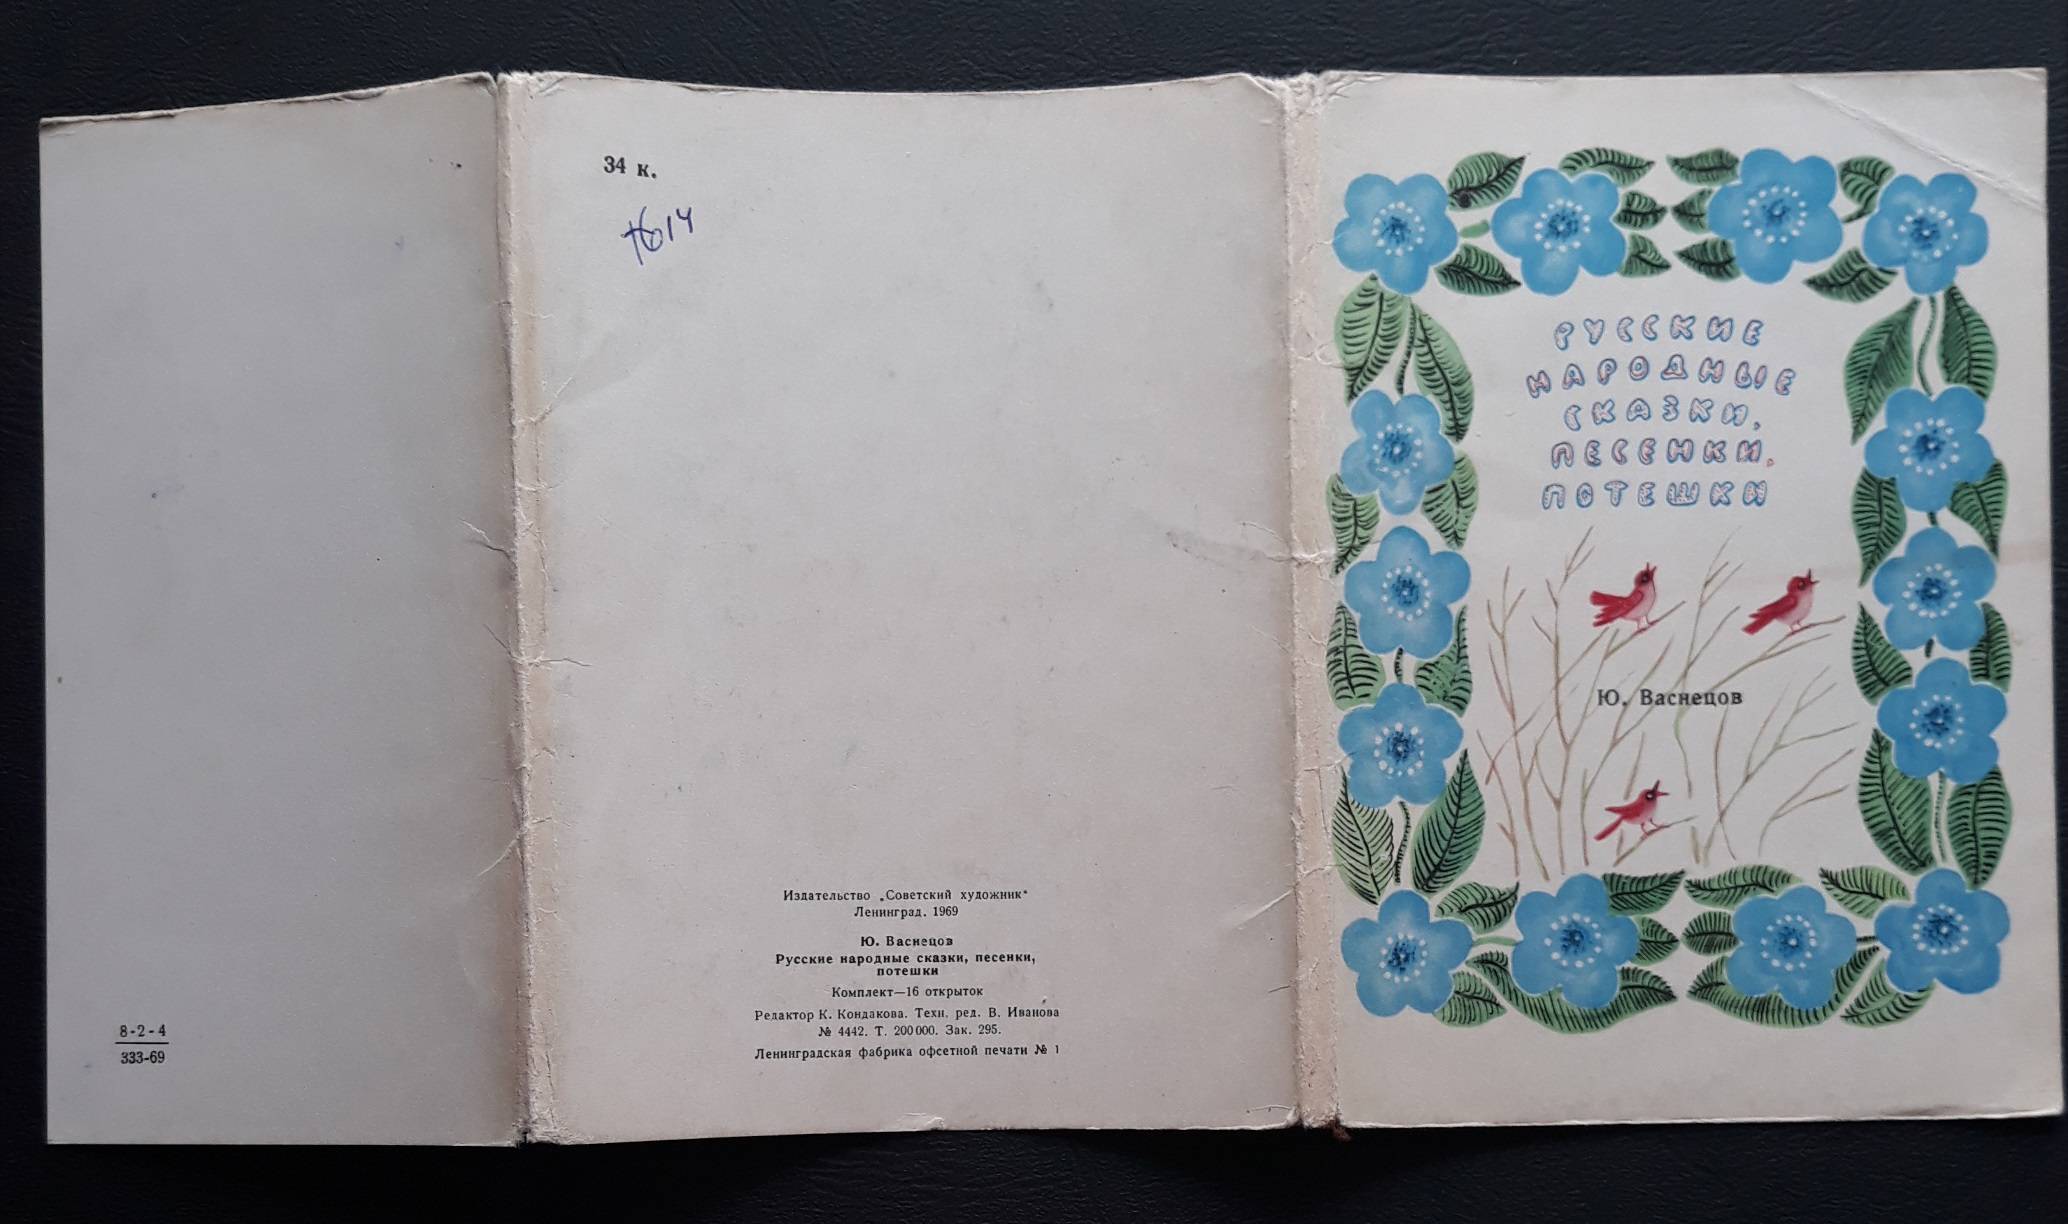 8-2-4
333-69
34 к.
Издательство „Советский художник"
Ленинград. 1969
Ю. Васнецов
Русские народные сказки, песенки,
потешки
Комплект—16 открыток
Редактор К. Кондакова. Техн. ред. В. Иванова
№ 4442. Т. 200 000. Зак. 295.
Ленинградская фабрика офсетной печати № 1
РУССКИЕ
НАРОДНЫЕ
СКАЗКИ,
ПЕСЕНКИ,
ПОТЕШКИ
Ю. Васнецов